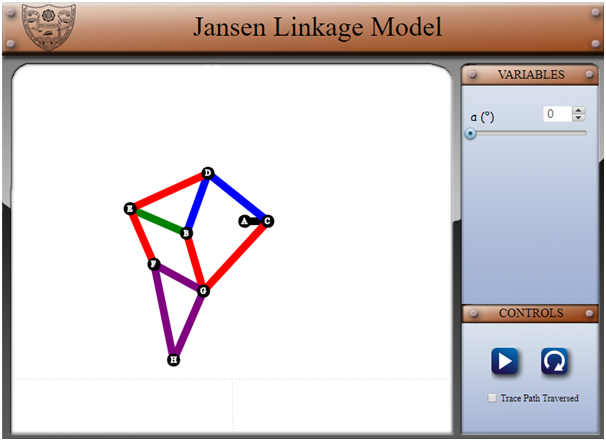 Jansen Linkage Model
VARIABLES
α (°)
0
D
E
A
C
B
F
G
H
CONTROLS
Trace Path Traversed